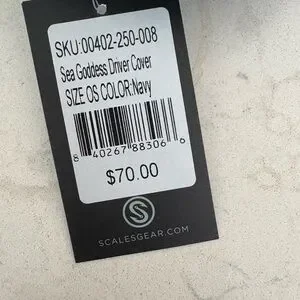 SKU:00402-250-008
Sea Goddess Driver Cover
SIZE OS COLOR:Navy
8 40267 88306 6
$70.00
S
SCALESGEAR.COM